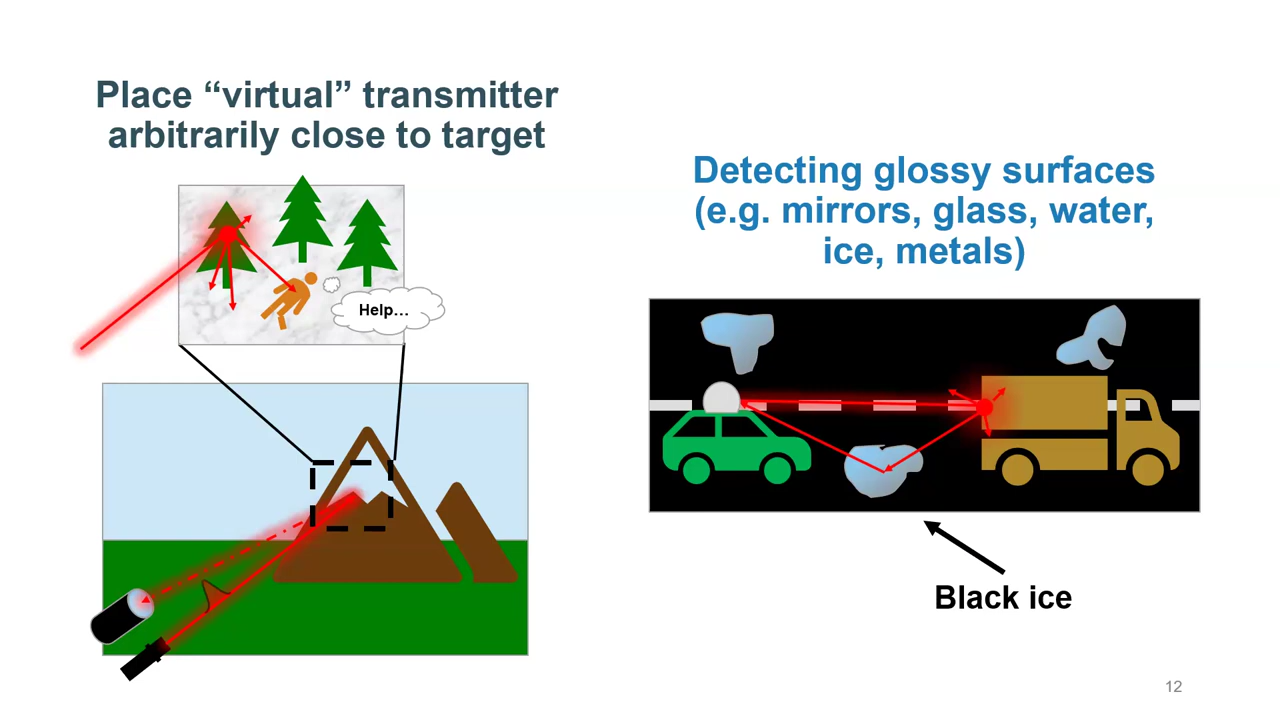 Place “virtual” transmitter
arbitrarily close to target
Help…
Detecting glossy surfaces
(e.g. mirrors, glass, water,
ice, metals)
Black ice
12